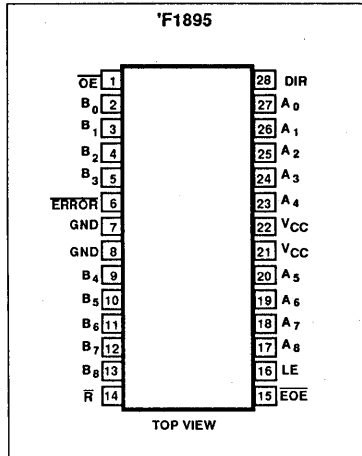 'F1895
OE 1 28 DIR
B0 2 27 A0
B1 3 26 A1
B2 4 25 A2
B3 5 24 A3
ERROR 6 23 A4
GND 7 22 VCC
GND 8 21 VCC
B4 9 20 A5
B5 10 19 A6
B6 11 18 A7
B7 12 17 A8
B8 13 16 LE
R 14 15 EOE
TOP VIEW